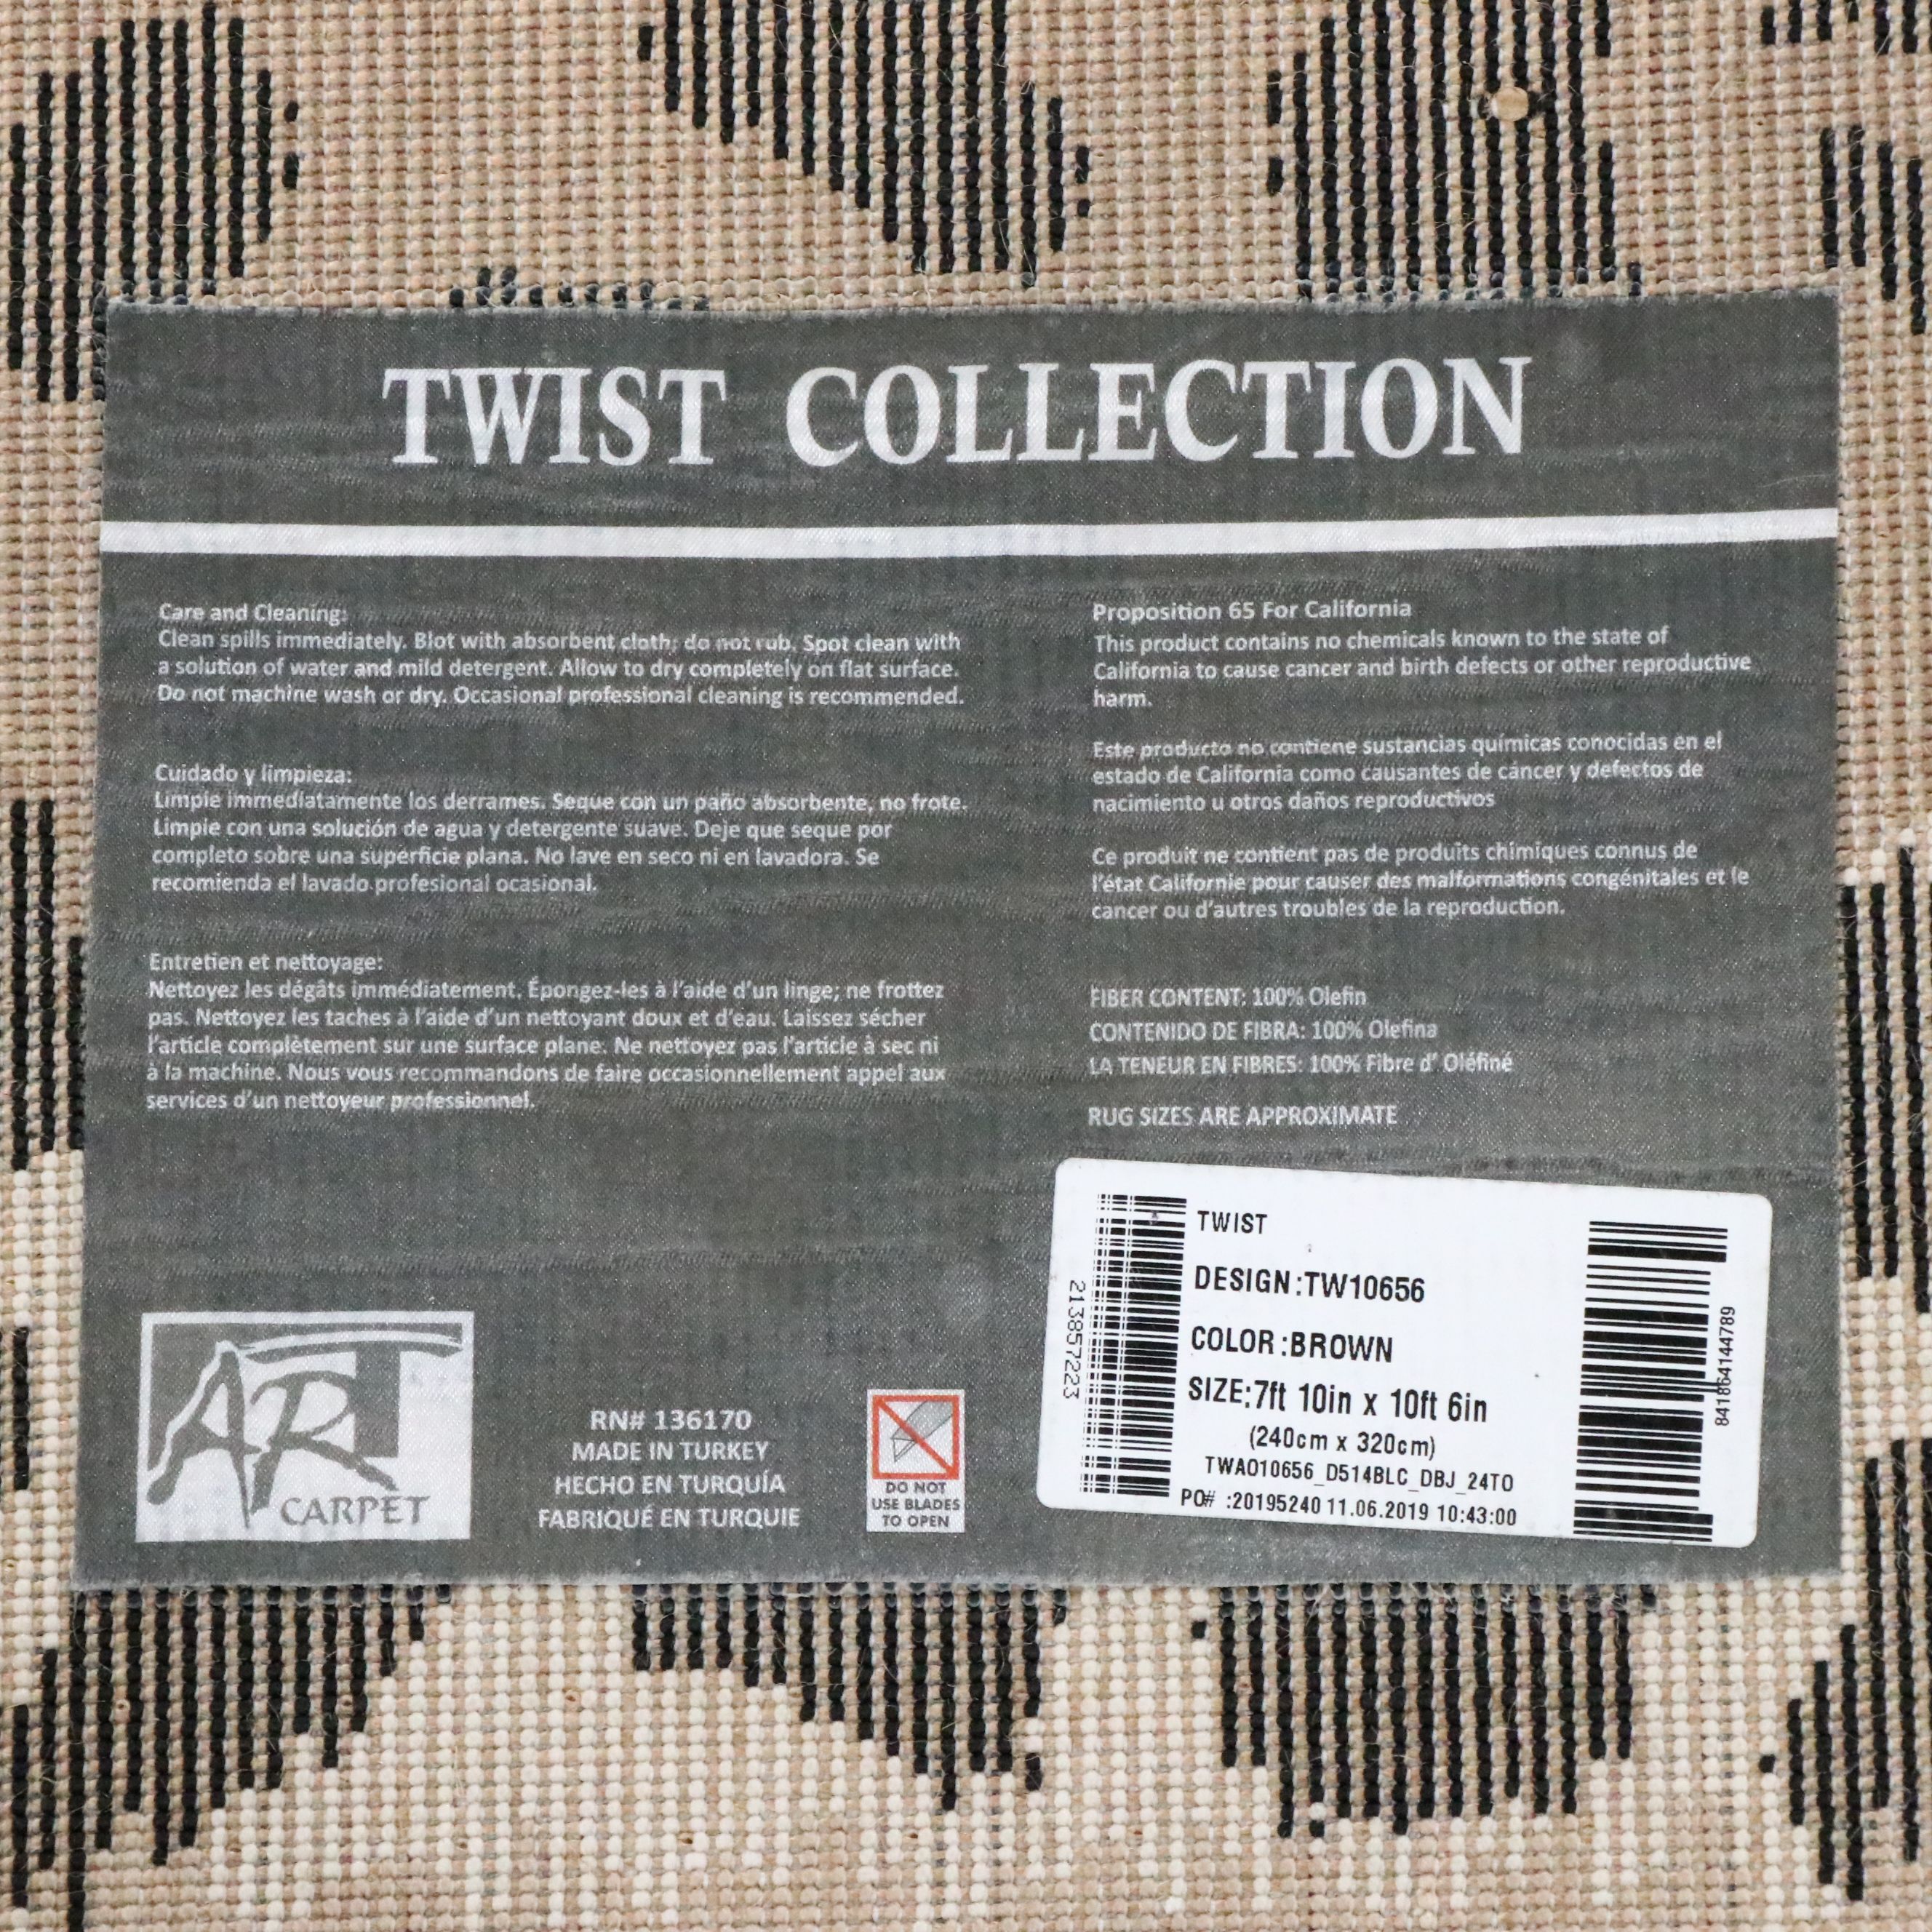 TWIST COLLECTION
Care and Cleaning:
Clean spills immediately. Blot with absorbent cloth; do not rub. Spot clean with
a solution of water and mild detergent. Allow to dry completely on flat surface.
Do not machine wash or dry. Occasional professional cleaning is recommended.
Cuidado y limpieza:
Limpie immediatamente los derrames. Seque con un paño absorbente, no frote.
Limpie con una solución de agua y detergente suave. Deje que seque por
completo sobre una superficie plana. No lave en seco ni en lavadora. Se
recomienda el lavado profesional ocasional.
Entretien et nettoyage:
Nettoyez les dégâts immédiatement. Épongez-les à l'aide d'un linge; ne frottez
pas. Nettoyez les taches à l'aide d'un nettoyant doux et d'eau. Laissez sécher
l'article complètement sur une surface plane. Ne nettoyez pas l'article à sec ni
à la machine. Nous vous recommandons de faire occasionnellement appel aux
services d'un nettoyeur professionnel.
Proposition 65 For California
This product contains no chemicals known to the state of
California to cause cancer and birth defects or other reproductive
harm.
Este producto no contiene sustancias químicas conocidas en el
estado de California como causantes de cáncer y defectos de
nacimiento u otros daños reproductivos
Ce produit ne contient pas de produits chimiques connus de
l'état Californie pour causer des malformations congénitales et le
cancer ou d'autres troubles de la reproduction.
FIBER CONTENT: 100% Olefin
CONTENIDO DE FIBRA: 100% Olefina
LA TENEUR EN FIBRES: 100% Fibre d' Oléfiné
RUG SIZES ARE APPROXIMATE
ART
CARPET
RN# 136170
MADE IN TURKEY
HECHO EN TURQUÍA
FABRIQUÉ EN TURQUIE
DO NOT
USE BLADES
TO OPEN
213857223
TWIST
DESIGN:TW10656
COLOR:BROWN
SIZE:7ft 10in x 10ft 6in
(240cm x 320cm)
TWAO10656_D514BLC_DBJ_24TO
PO# :20195240 11.06.2019 10:43:00
841864144789